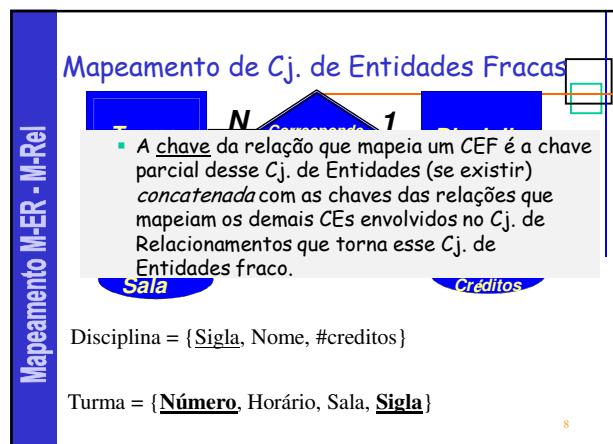 Mapeamento M-ER - M-Rel
Mapeamento de Cj. de Entidades Fracas
N
1
A chave da relação que mapeia um CEF é a chave
parcial desse Cj. de Entidades (se existir)
concatenada com as chaves das relações que
mapeiam os demais CEs envolvidos no Cj. de
Relacionamentos que torna esse Cj. de
Entidades fraco.
Sala
Créditos
Disciplina = {Sigla, Nome, #creditos}
Turma = {Número, Horário, Sala, Sigla}
8